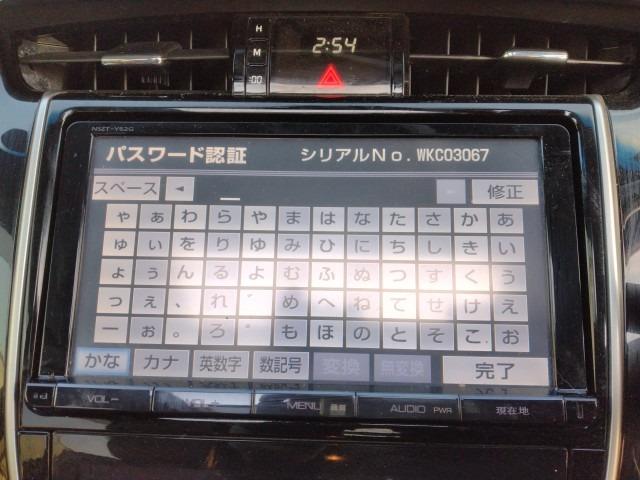 H
M
:00
2:54
NSZT-Y62G
パスワード認証 シリアルNo. WKC03067
スペース ◄ _ 修正
ゃ ぁ わ ら や ま は な た さ か あ
ゅ ぃ を り ゆ み ひ に ち し き い
ょ ぅ ん る よ む ふ ぬ つ す く う
っ ぇ 、 れ ゛ め へ ね て せ け え
ー ぉ 。 ろ ゜ も ほ の と そ こ お
かな カナ 英数字 数記号 変換 無変換 完了
VOL− VOL+ MENU AUDIO PWR 現在地